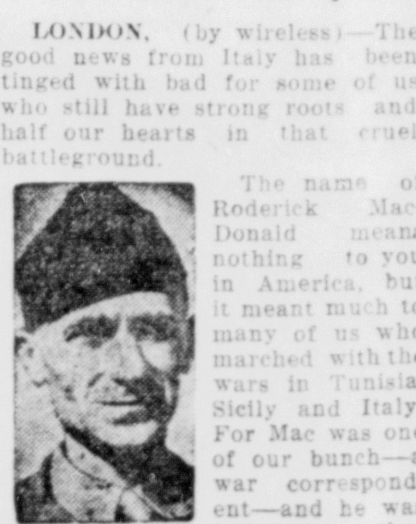 LONDON, (by wireless)—The
good news from Italy has been
tinged with bad for some of us
who still have strong roots and
half our hearts in that cruel
battleground.
The name of
Roderick Mac
Donald means
nothing to you
in America, but
it meant much to
many of us who
marched with the
wars in Tunisia
Sicily and Italy
For Mac was one
of our bunch—a
war correspond
ent—and he was